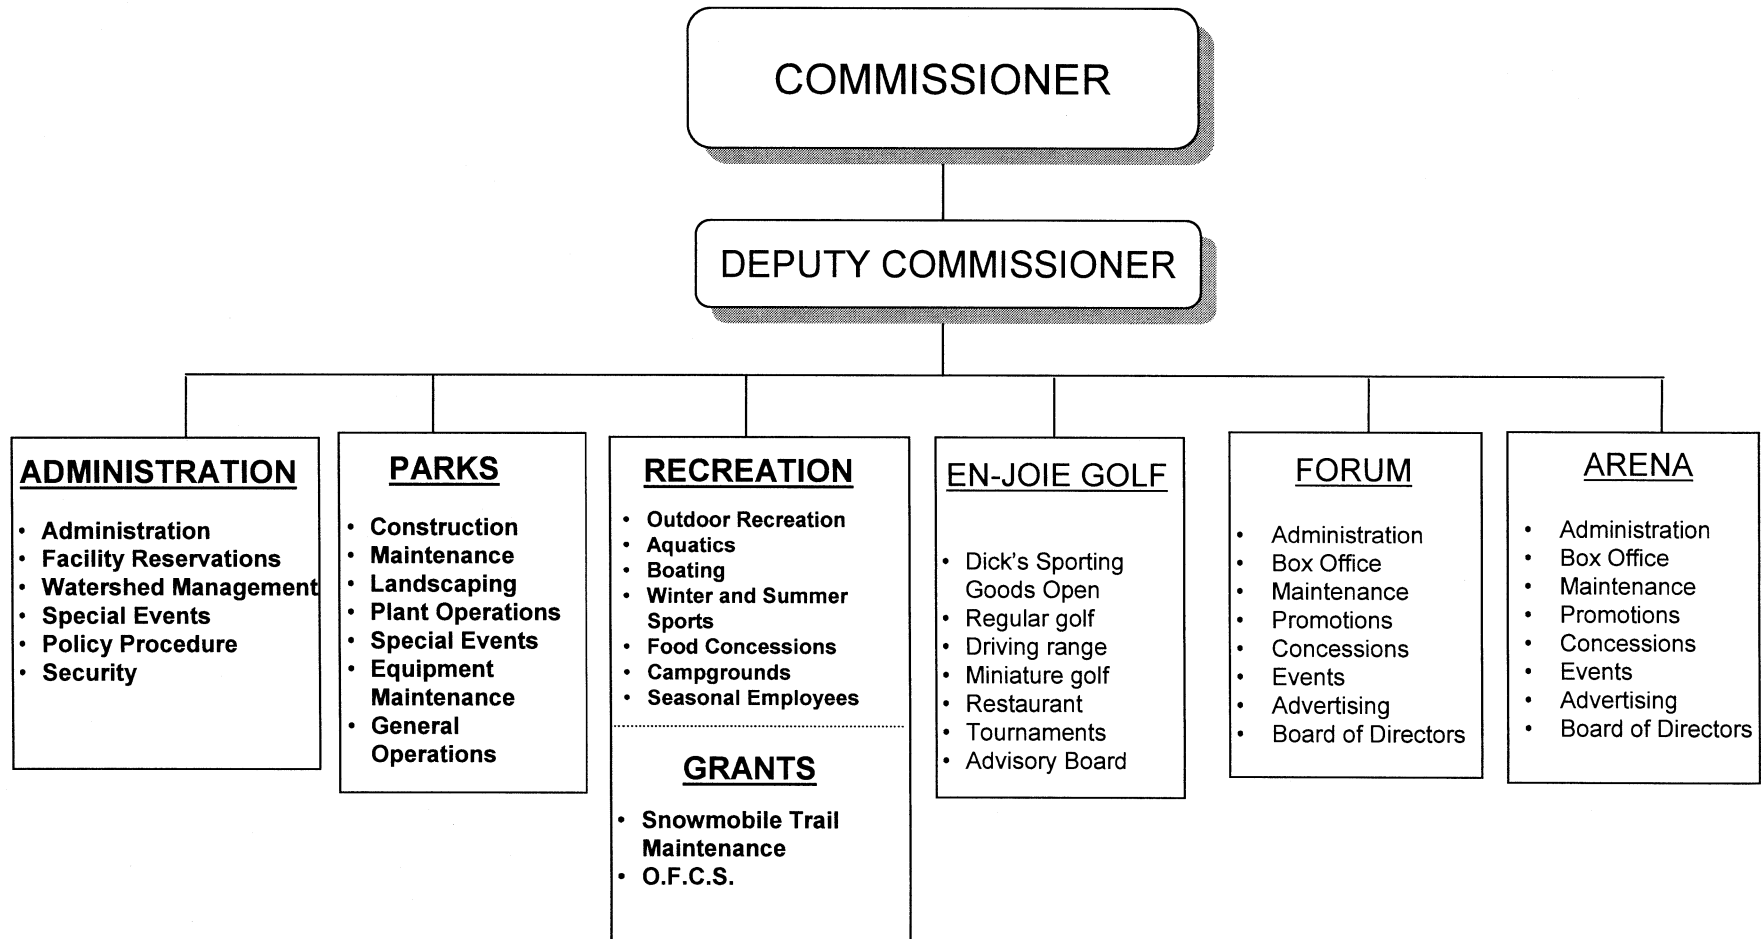 COMMISSIONER
DEPUTY COMMISSIONER
ADMINISTRATION
• Administration
• Facility Reservations
• Watershed Management
• Special Events
• Policy Procedure
• Security
PARKS
• Construction
• Maintenance
• Landscaping
• Plant Operations
• Special Events
• Equipment
Maintenance
• General
Operations
RECREATION
• Outdoor Recreation
• Aquatics
• Boating
• Winter and Summer
Sports
• Food Concessions
• Campgrounds
• Seasonal Employees
GRANTS
• Snowmobile Trail
Maintenance
• O.F.C.S.
EN-JOIE GOLF
• Dick's Sporting
Goods Open
• Regular golf
• Driving range
• Miniature golf
• Restaurant
• Tournaments
• Advisory Board
FORUM
• Administration
• Box Office
• Maintenance
• Promotions
• Concessions
• Events
• Advertising
• Board of Directors
ARENA
• Administration
• Box Office
• Maintenance
• Promotions
• Concessions
• Events
• Advertising
• Board of Directors